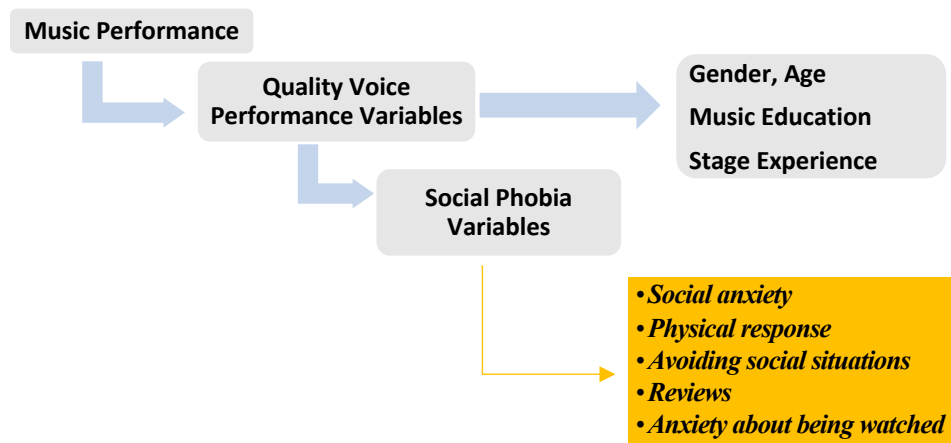 Music Performance
Quality Voice
Performance Variables
Gender, Age
Music Education
Stage Experience
Social Phobia
Variables
• Social anxiety
• Physical response
• Avoiding social situations
• Reviews
• Anxiety about being watched